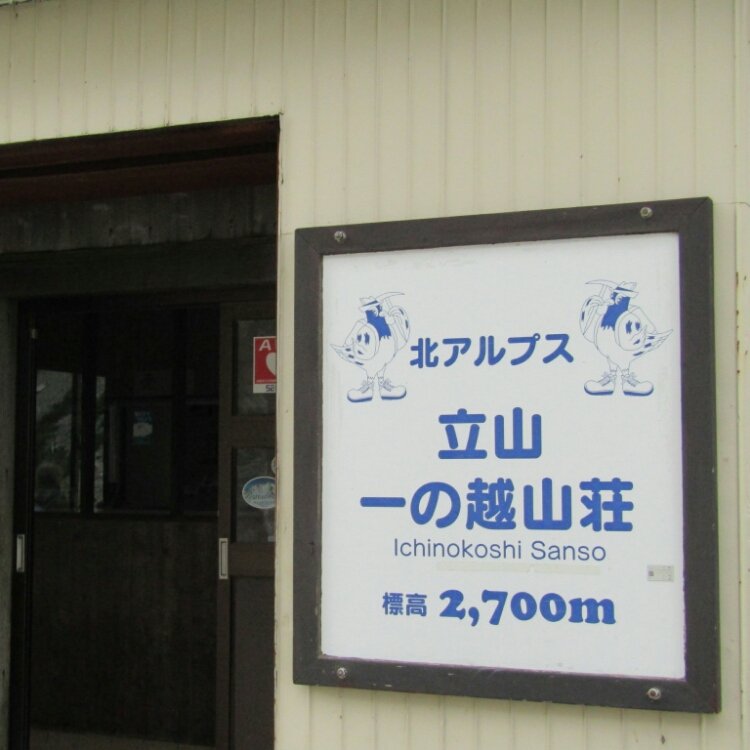 北アルプス
立山
一の越山荘
Ichinokoshi Sanso
標高 2,700m
A